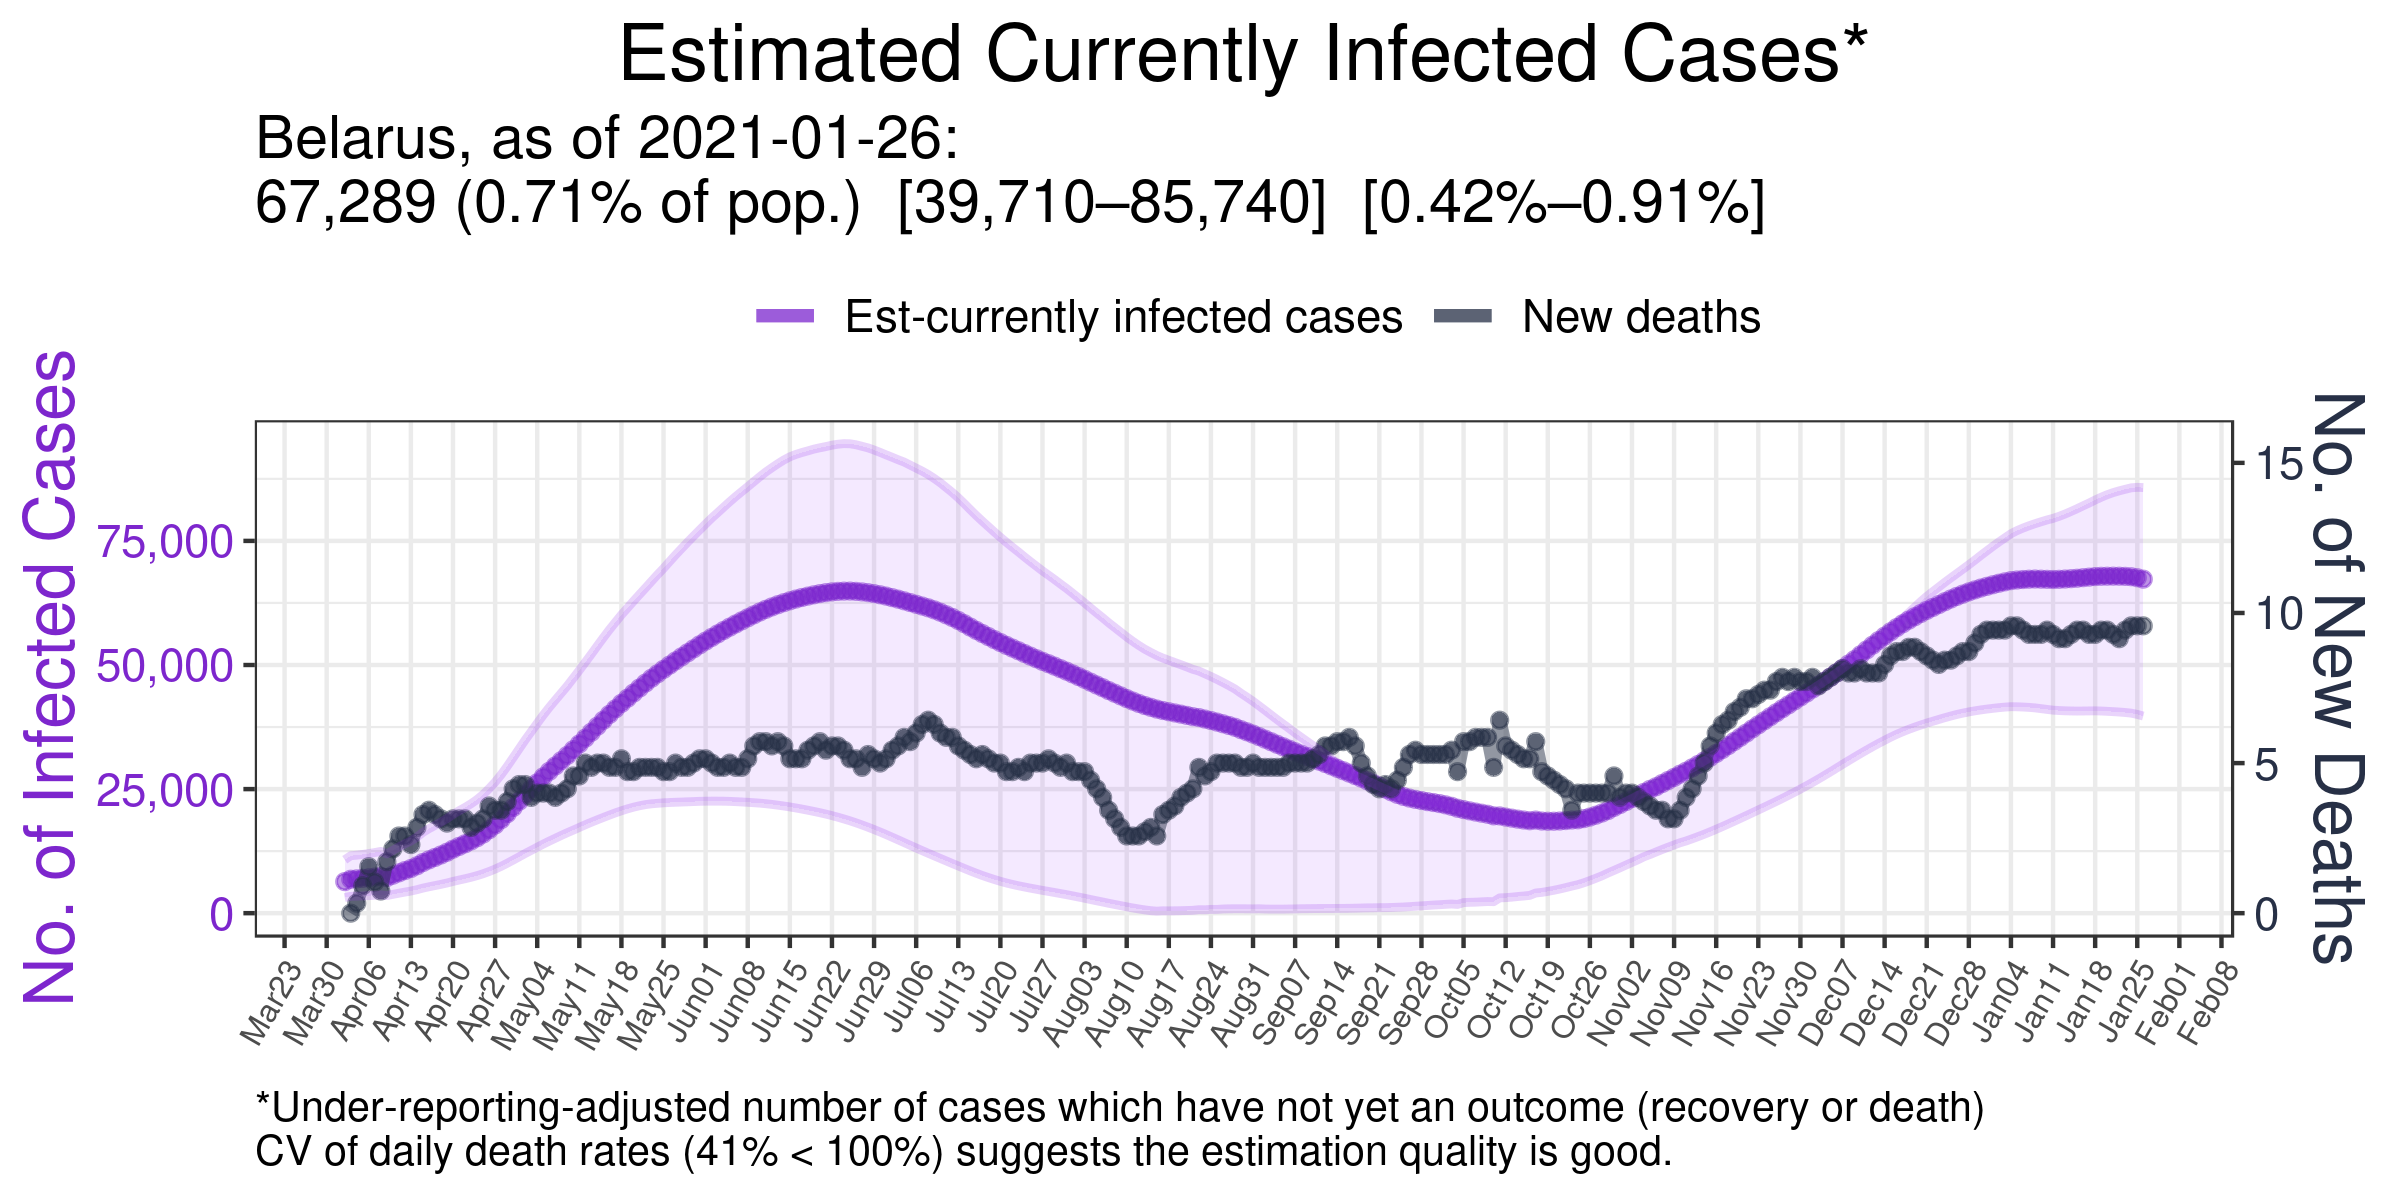 Estimated Currently Infected Cases*
Belarus, as of 2021-01-26:
67,289 (0.71% of pop.)  [39,710–85,740]  [0.42%–0.91%]
Est-currently infected cases
New deaths
No. of Infected Cases
75,000
50,000
25,000
0
15
10
5
0
No. of New Deaths
Mar23
Mar30
Apr06
Apr13
Apr20
Apr27
May04
May11
May18
May25
Jun01
Jun08
Jun15
Jun22
Jun29
Jul06
Jul13
Jul20
Jul27
Aug03
Aug10
Aug17
Aug24
Aug31
Sep07
Sep14
Sep21
Sep28
Oct05
Oct12
Oct19
Oct26
Nov02
Nov09
Nov16
Nov23
Nov30
Dec07
Dec14
Dec21
Dec28
Jan04
Jan11
Jan18
Jan25
Feb01
Feb08
*Under-reporting-adjusted number of cases which have not yet an outcome (recovery or death)
CV of daily death rates (41% < 100%) suggests the estimation quality is good.